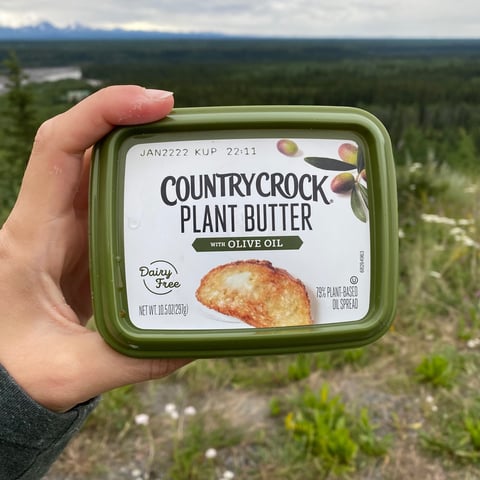 JAN2222 KUP 22:11
COUNTRY CROCK®
PLANT BUTTER
WITH OLIVE OIL
Dairy
Free
NET WT 10.5 OZ (297g)
79% PLANT-BASED
OIL SPREAD